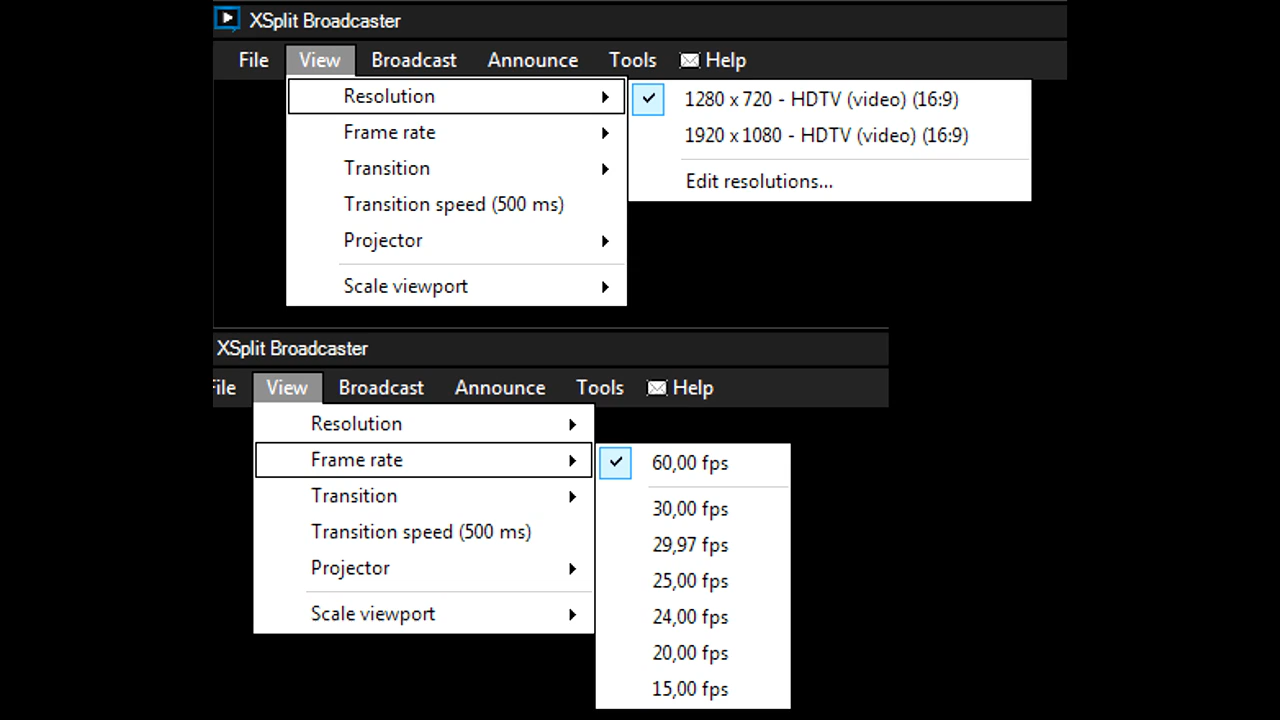 XSplit Broadcaster
File View Broadcast Announce Tools Help
Resolution
Frame rate
Transition
Transition speed (500 ms)
Projector
Scale viewport
1280 x 720 - HDTV (video) (16:9)
1920 x 1080 - HDTV (video) (16:9)
Edit resolutions...
XSplit Broadcaster
File View Broadcast Announce Tools Help
Resolution
Frame rate
Transition
Transition speed (500 ms)
Projector
Scale viewport
60,00 fps
30,00 fps
29,97 fps
25,00 fps
24,00 fps
20,00 fps
15,00 fps